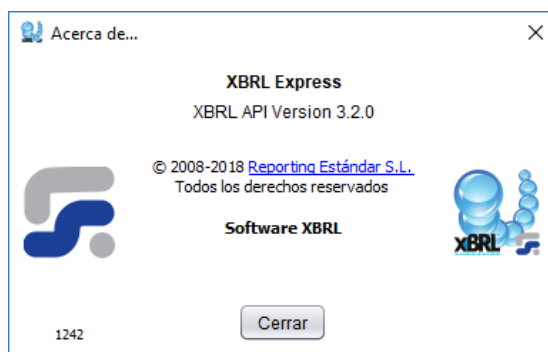 Acerca de...
XBRL Express
XBRL API Version 3.2.0
© 2008-2018 Reporting Estándar S.L.
Todos los derechos reservados
Software XBRL
XBRL
Cerrar
1242